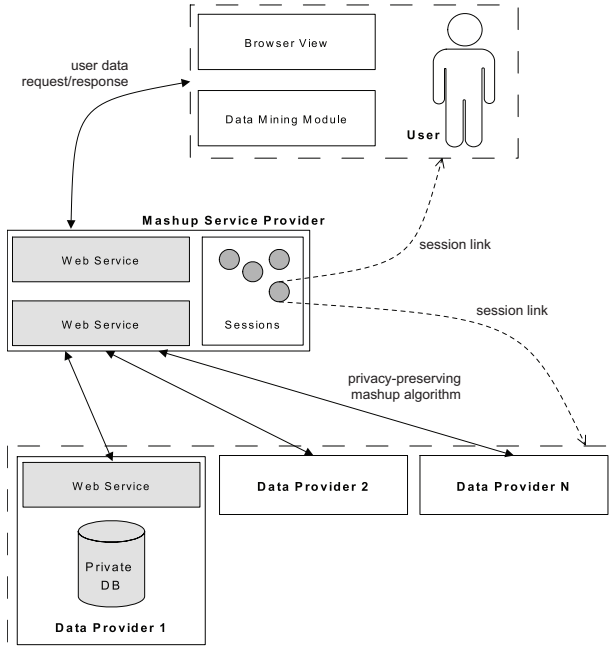 user data
request/response
Browser View
Data Mining Module
User
Mashup Service Provider
Web Service
Web Service
Sessions
session link
session link
privacy-preserving
mashup algorithm
Web Service
Private
DB
Data Provider 1
Data Provider 2
Data Provider N